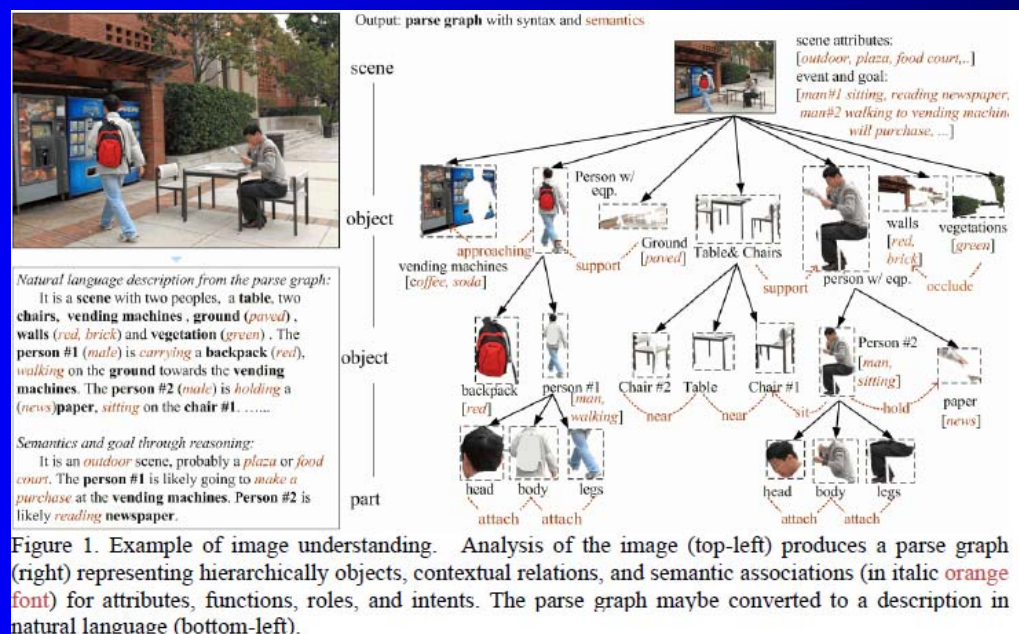 Output: parse graph with syntax and semantics
scene
scene attributes:
[outdoor, plaza, food court,..]
event and goal:
[man#1 sitting, reading newspaper,
man#2 walking to vending machin
will purchase, ...]
object
Person w/
eqp.
approaching
vending machines
[coffee, soda]
support
Ground
[paved]
Table& Chairs
support
person w/ eqp.
walls
[red,
brick]
occlude
vegetations
[green]
Natural language description from the parse graph:
It is a scene with two peoples, a table, two
chairs, vending machines , ground (paved) ,
walls (red, brick) and vegetation (green) . The
person #1 (male) is carrying a backpack (red),
walking on the ground towards the vending
machines. The person #2 (male) is holding a
(news)paper, sitting on the chair #1. …...
Semantics and goal through reasoning:
It is an outdoor scene, probably a plaza or food
court. The person #1 is likely going to make a
purchase at the vending machines. Person #2 is
likely reading newspaper.
object
backpack
[red]
person #1
[man,
walking]
Chair #2
Table
Chair #1
near
near
sit
Person #2
[man,
sitting]
hold
paper
[news]
part
head
body
legs
attach
attach
head
body
legs
attach
attach
Figure 1. Example of image understanding. Analysis of the image (top-left) produces a parse graph
(right) representing hierarchically objects, contextual relations, and semantic associations (in italic orange
font) for attributes, functions, roles, and intents. The parse graph maybe converted to a description in
natural language (bottom-left).